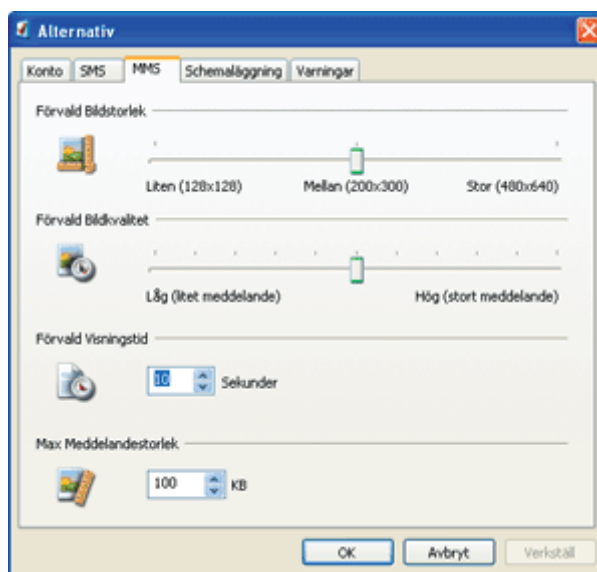 Alternativ
Konto SMS MMS Schemaläggning Varningar
Förvald Bildstorlek
Liten (128x128) Mellan (200x300) Stor (480x640)
Förvald Bildkvalitet
Låg (litet meddelande) Hög (stort meddelande)
Förvald Visningstid
10 Sekunder
Max Meddelandestorlek
100 KB
OK Avbryt Verkställ